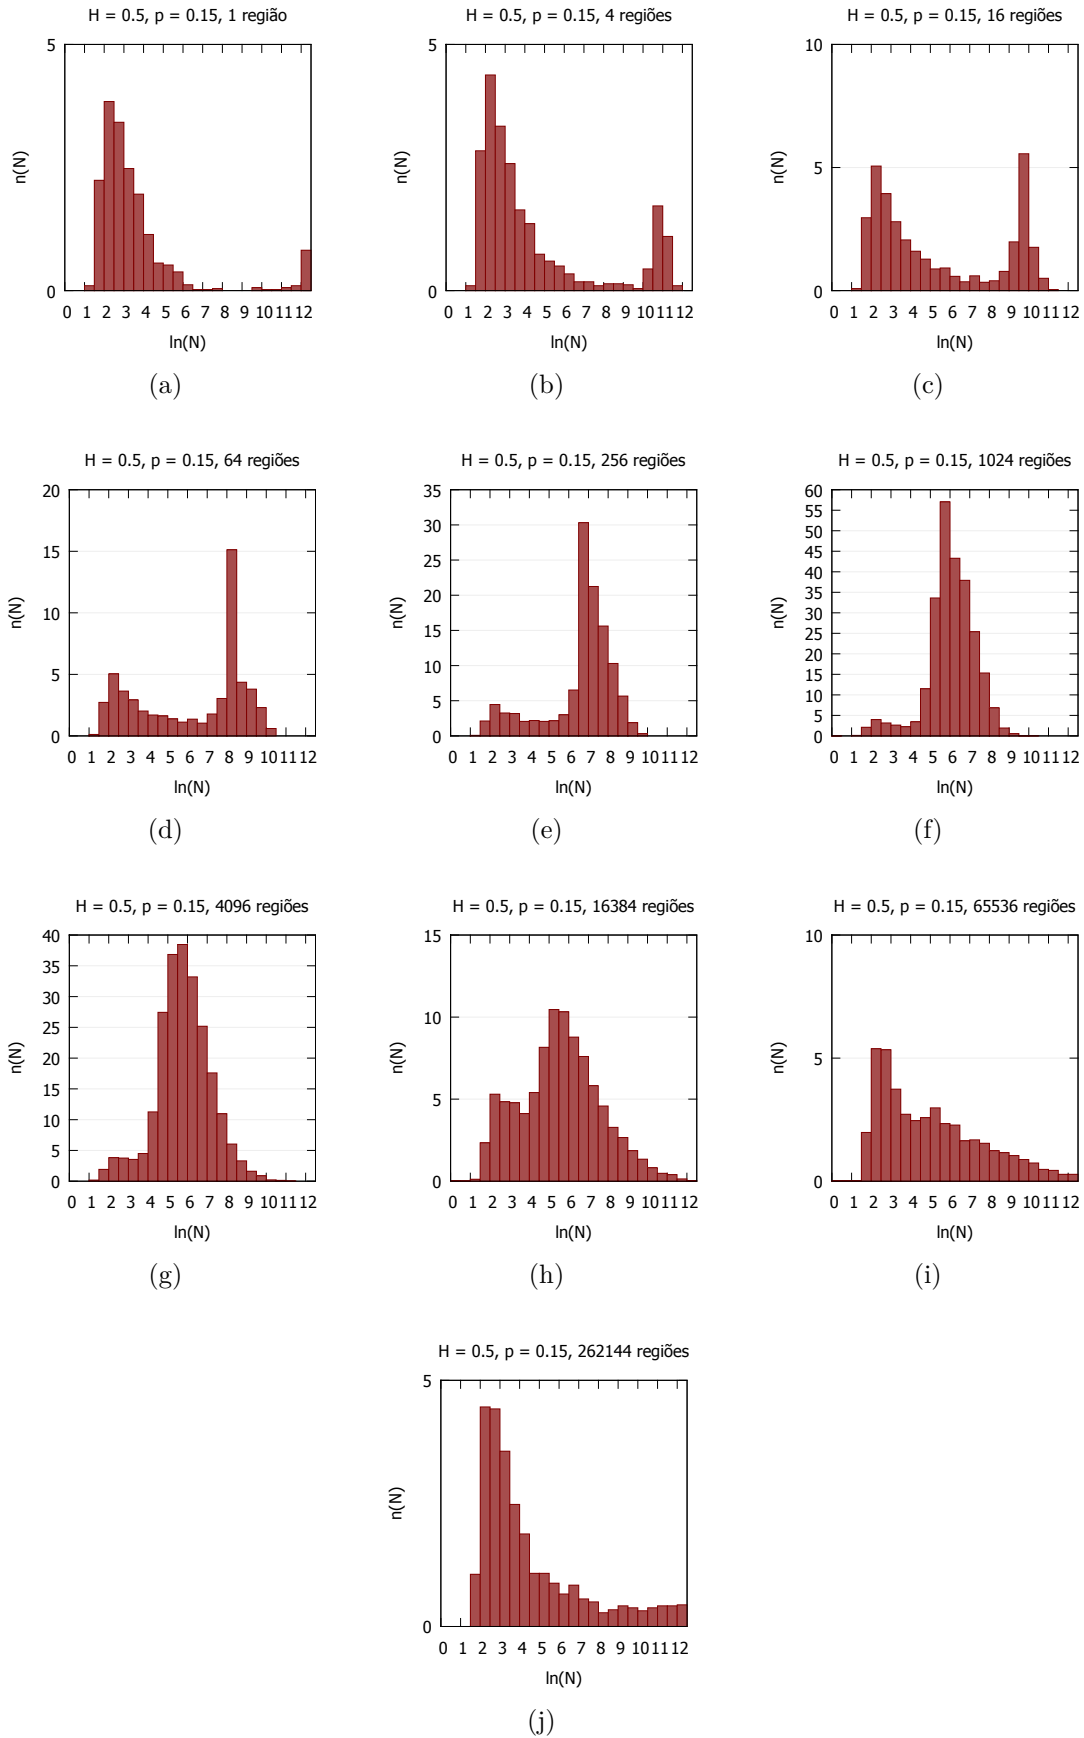 H = 0.5, p = 0.15, 1 região
5
0
n(N)
0 1 2 3 4 5 6 7 8 9 10 11 12
ln(N)
(a)
H = 0.5, p = 0.15, 4 regiões
5
0
n(N)
0 1 2 3 4 5 6 7 8 9 10 11 12
ln(N)
(b)
H = 0.5, p = 0.15, 16 regiões
10
5
0
n(N)
0 1 2 3 4 5 6 7 8 9 10 11 12
ln(N)
(c)
H = 0.5, p = 0.15, 64 regiões
20
15
10
5
0
n(N)
0 1 2 3 4 5 6 7 8 9 10 11 12
ln(N)
(d)
H = 0.5, p = 0.15, 256 regiões
35
30
25
20
15
10
5
0
n(N)
0 1 2 3 4 5 6 7 8 9 10 11 12
ln(N)
(e)
H = 0.5, p = 0.15, 1024 regiões
60
55
50
45
40
35
30
25
20
15
10
5
0
n(N)
0 1 2 3 4 5 6 7 8 9 10 11 12
ln(N)
(f)
H = 0.5, p = 0.15, 4096 regiões
40
35
30
25
20
15
10
5
0
n(N)
0 1 2 3 4 5 6 7 8 9 10 11 12
ln(N)
(g)
H = 0.5, p = 0.15, 16384 regiões
15
10
5
0
n(N)
0 1 2 3 4 5 6 7 8 9 10 11 12
ln(N)
(h)
H = 0.5, p = 0.15, 65536 regiões
10
5
0
n(N)
0 1 2 3 4 5 6 7 8 9 10 11 12
ln(N)
(i)
H = 0.5, p = 0.15, 262144 regiões
5
0
n(N)
0 1 2 3 4 5 6 7 8 9 10 11 12
ln(N)
(j)